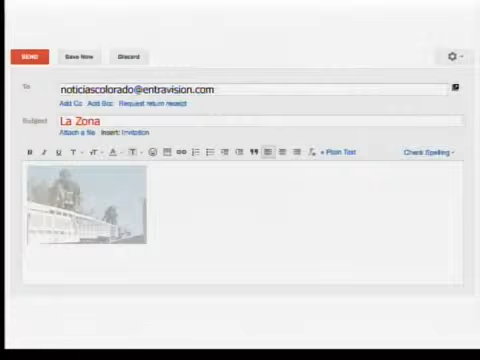 SEND Save Now Discard
To noticiascolorado@entravision.com
Add Cc Add Bcc Request return receipt
Subject La Zona
Attach a file Insert: Invitation
B I U T T A T « Plain Text Check Spelling